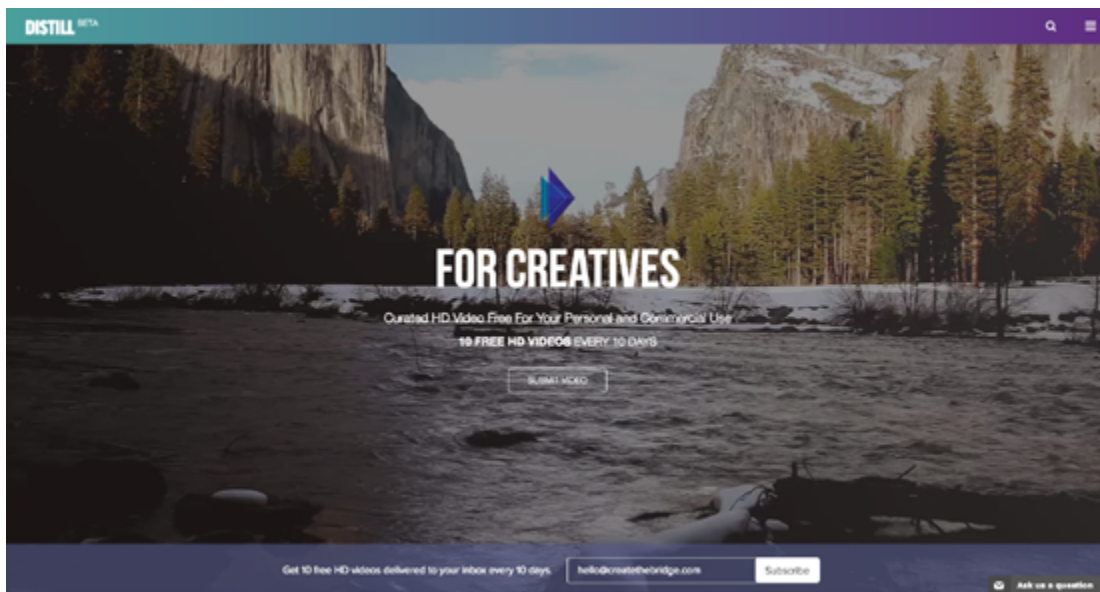 DISTILL BETA
FOR CREATIVES
Curated HD Video Free For Your Personal and Commercial Use
10 FREE HD VIDEOS EVERY 10 DAYS
SUBMIT VIDEO
Get 10 free HD videos delivered to your inbox every 10 days. hello@createthebridge.com Subscribe
Ask us a question